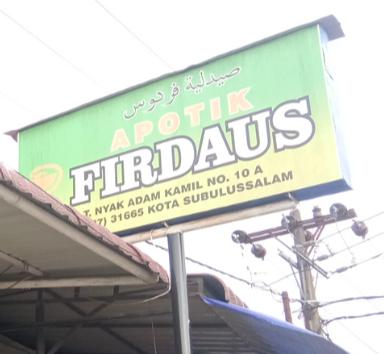 صيدلية فردوس
APOTIK
FIRDAUS
T. NYAK ADAM KAMIL NO. 10 A
7) 31665 KOTA SUBULUSSALAM